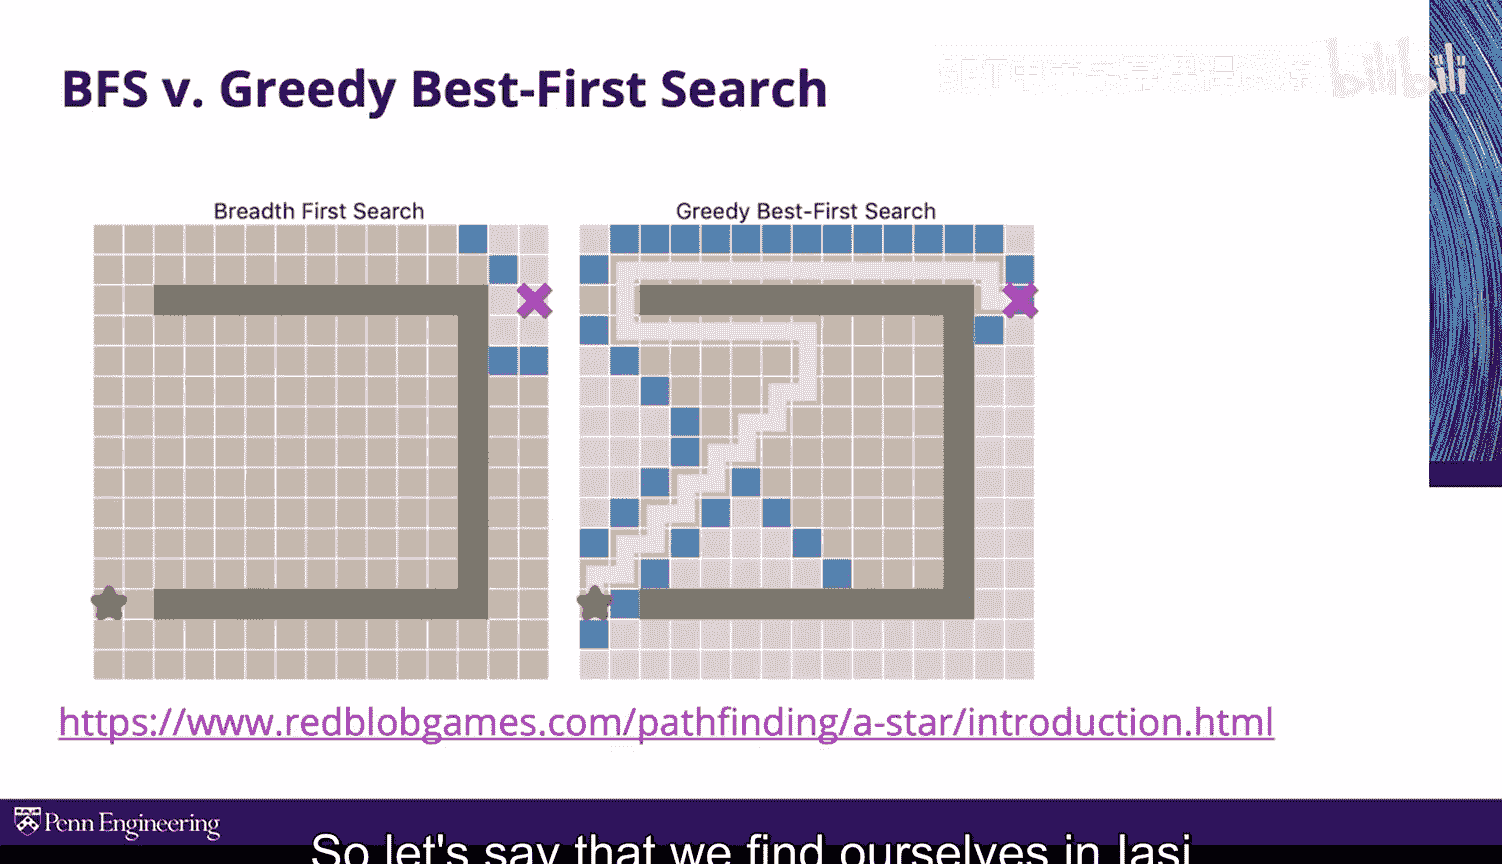 BFS v. Greedy Best-First Search
bilibili
Breadth First Search
Greedy Best-First Search
https://www.redblobgames.com/pathfinding/a-star/introduction.html
Penn Engineering
So let's say that we find ourselves in Iasi